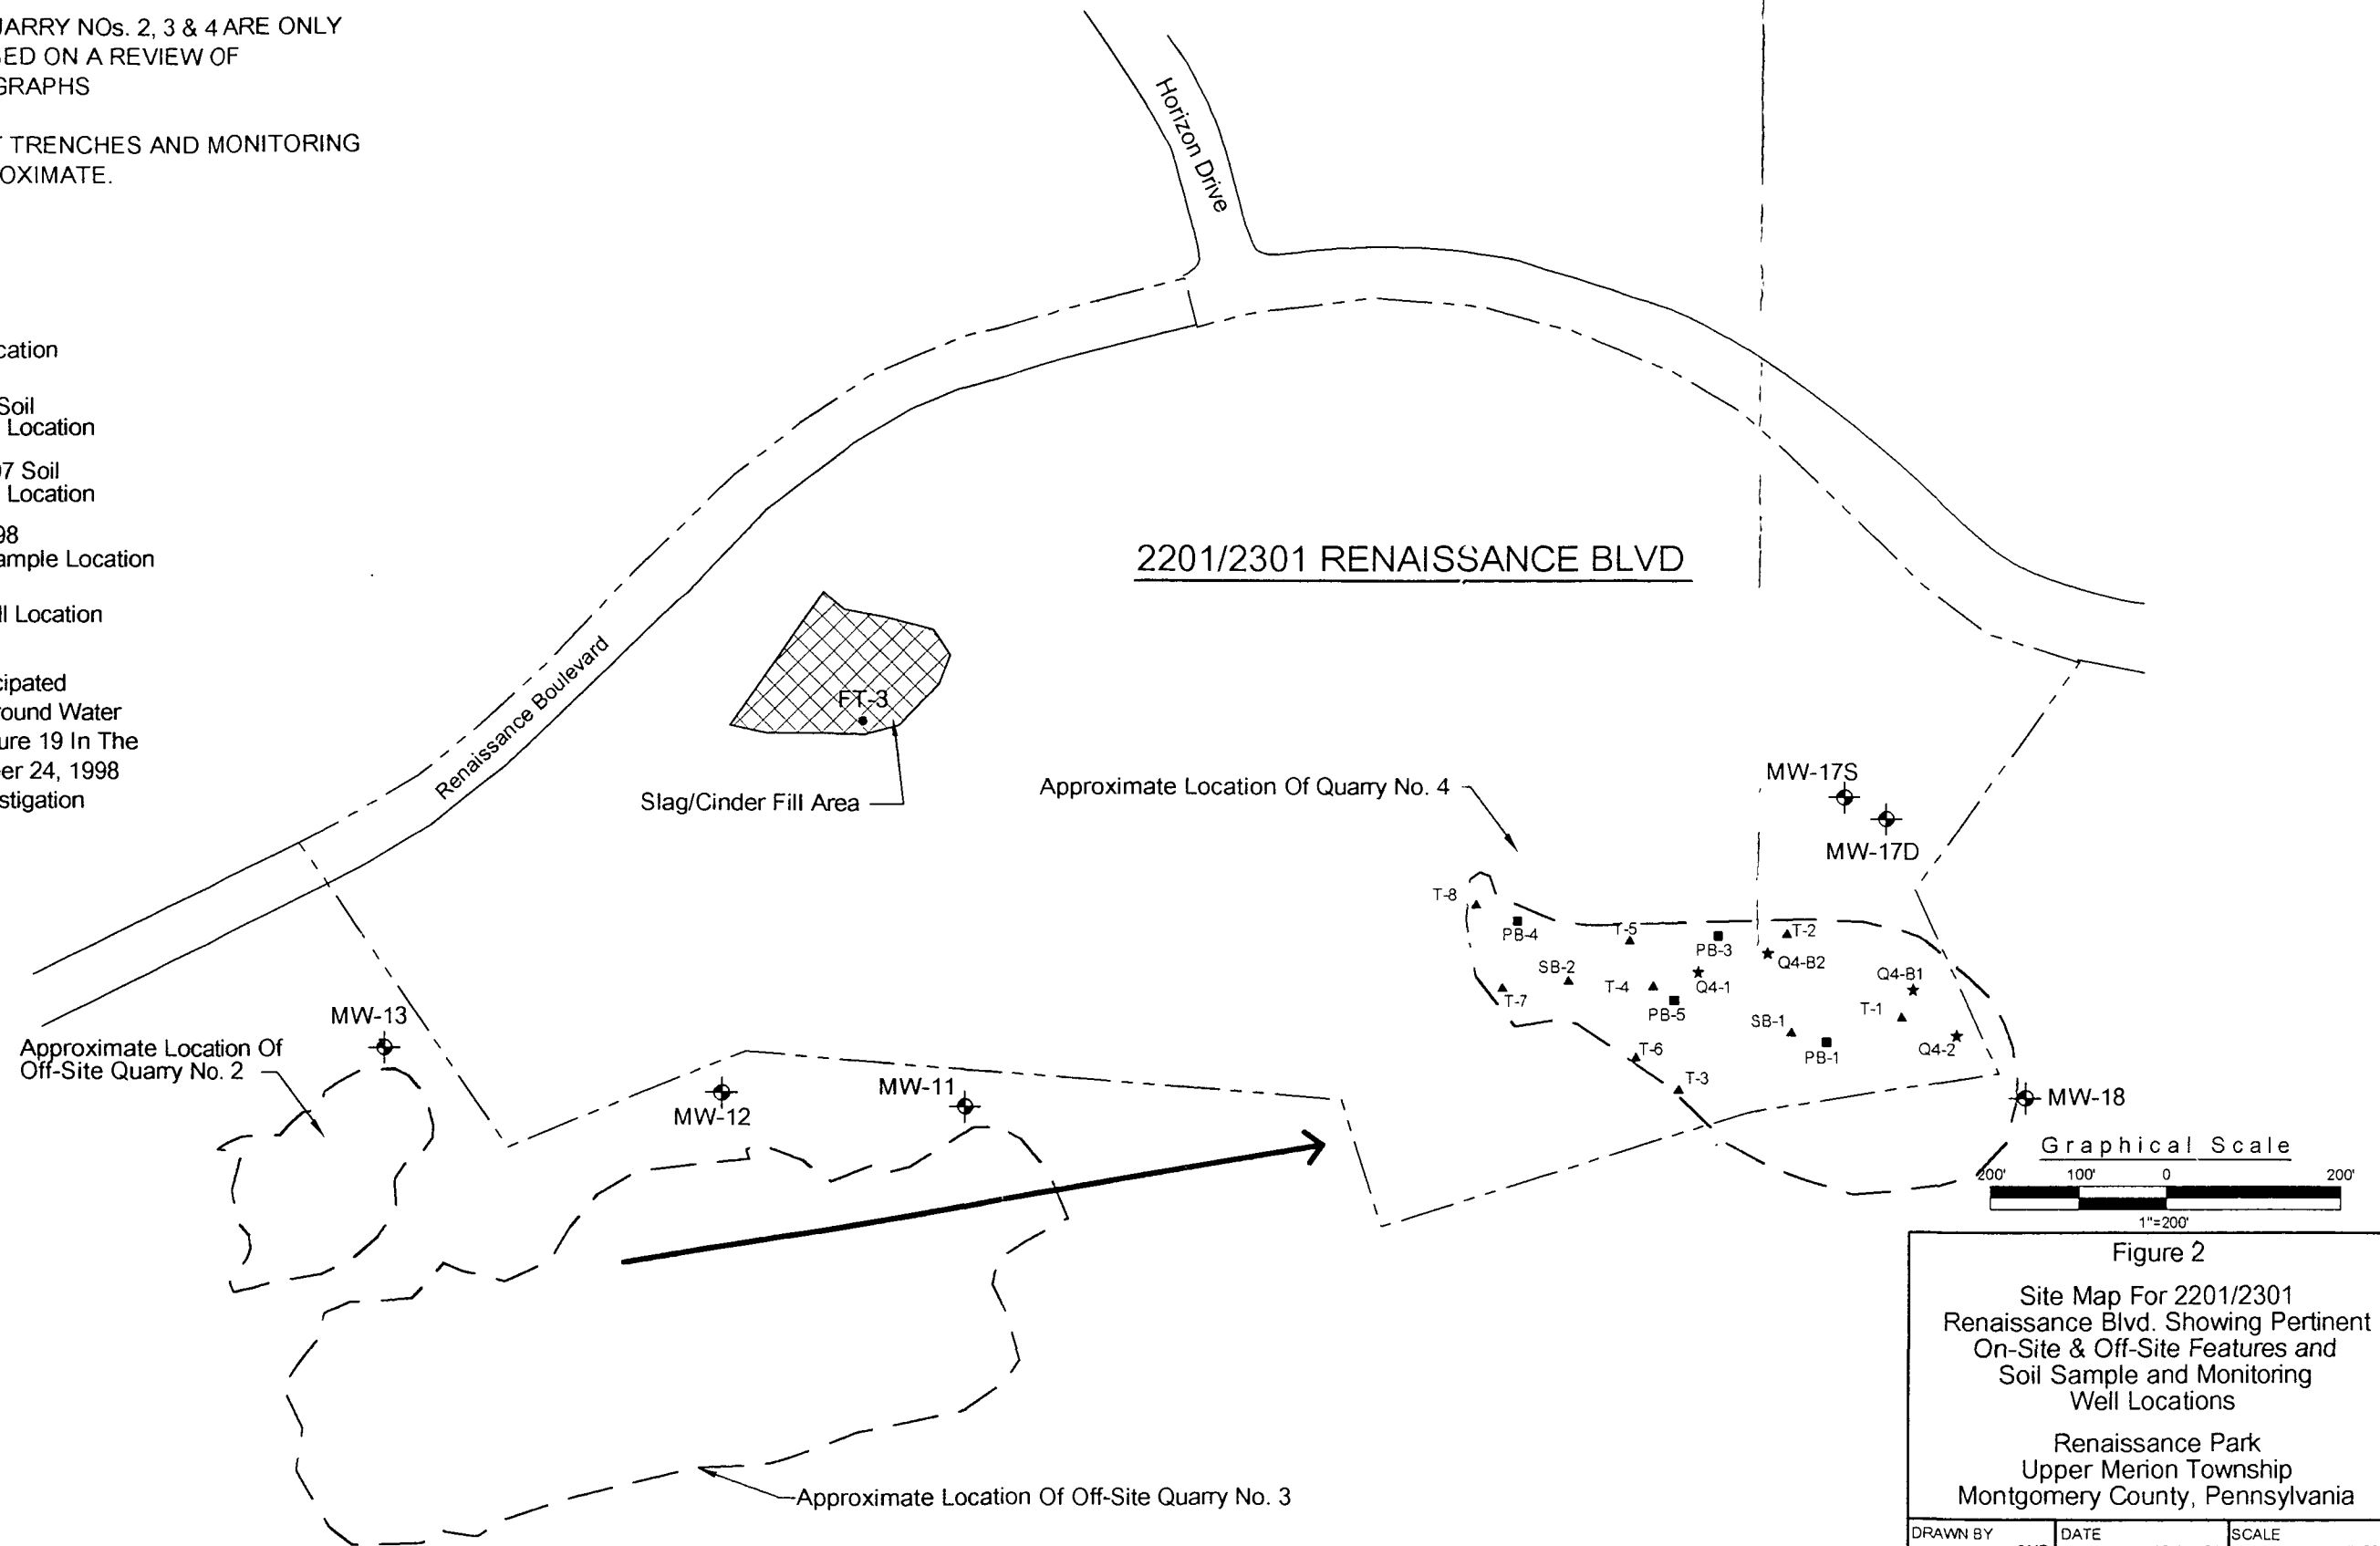 UARRY NOs. 2, 3 & 4 ARE ONLY
SED ON A REVIEW OF
GRAPHS
T TRENCHES AND MONITORING
OXIMATE.
cation
Soil
Location
97 Soil
Location
98
ample Location
ll Location
cipated
round Water
ure 19 In The
er 24, 1998
stigation
Horizon Drive
Renaissance Boulevard
2201/2301 RENAISSANCE BLVD
FT-3
Slag/Cinder Fill Area
Approximate Location Of Quarry No. 4
MW-17S
MW-17D
T-8
PB-4
T-5
PB-3
T-2
Q4-B2
SB-2
T-4
Q4-1
Q4-B1
T-7
PB-5
SB-1
T-1
PB-1
Q4-2
T-6
T-3
MW-13
Approximate Location Of
Off-Site Quarry No. 2
MW-12
MW-11
MW-18
Graphical Scale
200' 100' 0 200'
1"=200'
Approximate Location Of Off-Site Quarry No. 3
Figure 2
Site Map For 2201/2301
Renaissance Blvd. Showing Pertinent
On-Site & Off-Site Features and
Soil Sample and Monitoring
Well Locations
Renaissance Park
Upper Merion Township
Montgomery County, Pennsylvania
DRAWN BY DATE SCALE